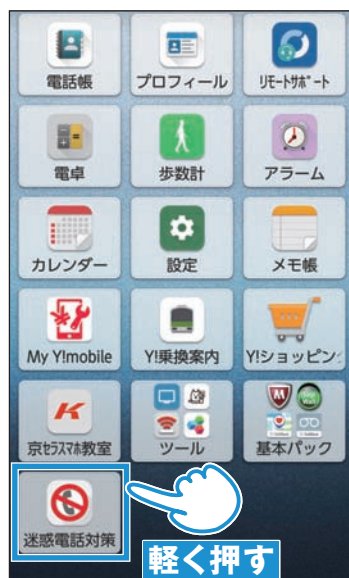 電話帳
プロフィール
リモートサポート
電卓
歩数計
アラーム
カレンダー
設定
メモ帳
My Y!mobile
Y!乗換案内
Y!ショッピン
京セラスマホ教室
ツール
基本パック
迷惑電話対策
軽く押す